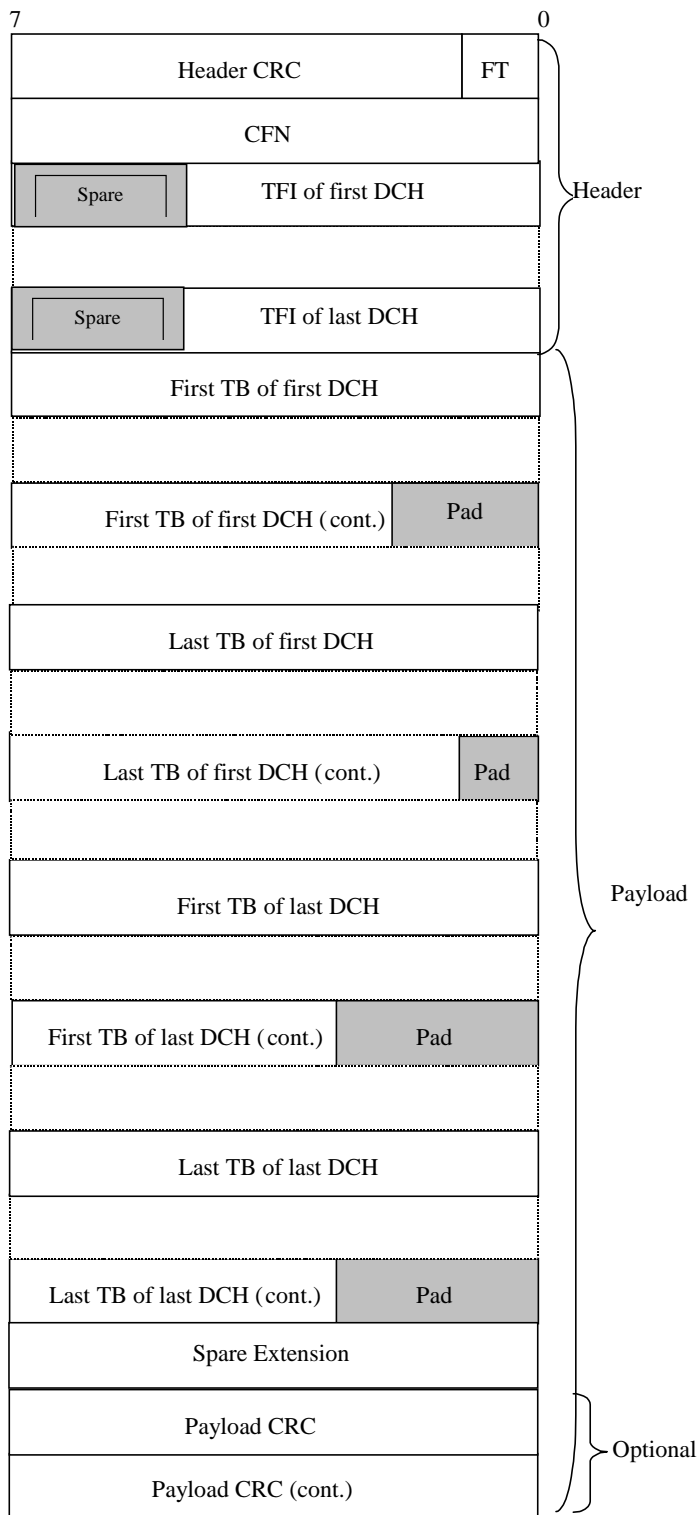 7 0
Header CRC FT
CFN
Spare TFI of first DCH
Header
Spare TFI of last DCH
First TB of first DCH
First TB of first DCH (cont.) Pad
Last TB of first DCH
Last TB of first DCH (cont.) Pad
First TB of last DCH
Payload
First TB of last DCH (cont.) Pad
Last TB of last DCH
Last TB of last DCH (cont.) Pad
Spare Extension
Payload CRC
Optional
Payload CRC (cont.)